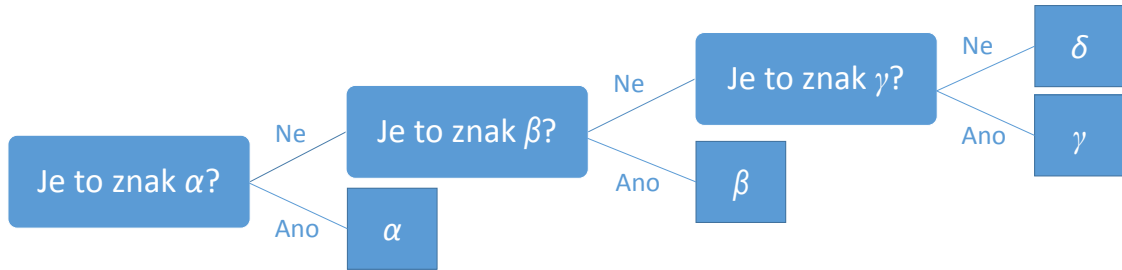 Je to znak α?
Ne
Ano
α
Je to znak β?
Ne
Ano
β
Je to znak γ?
Ne
Ano
δ
γ